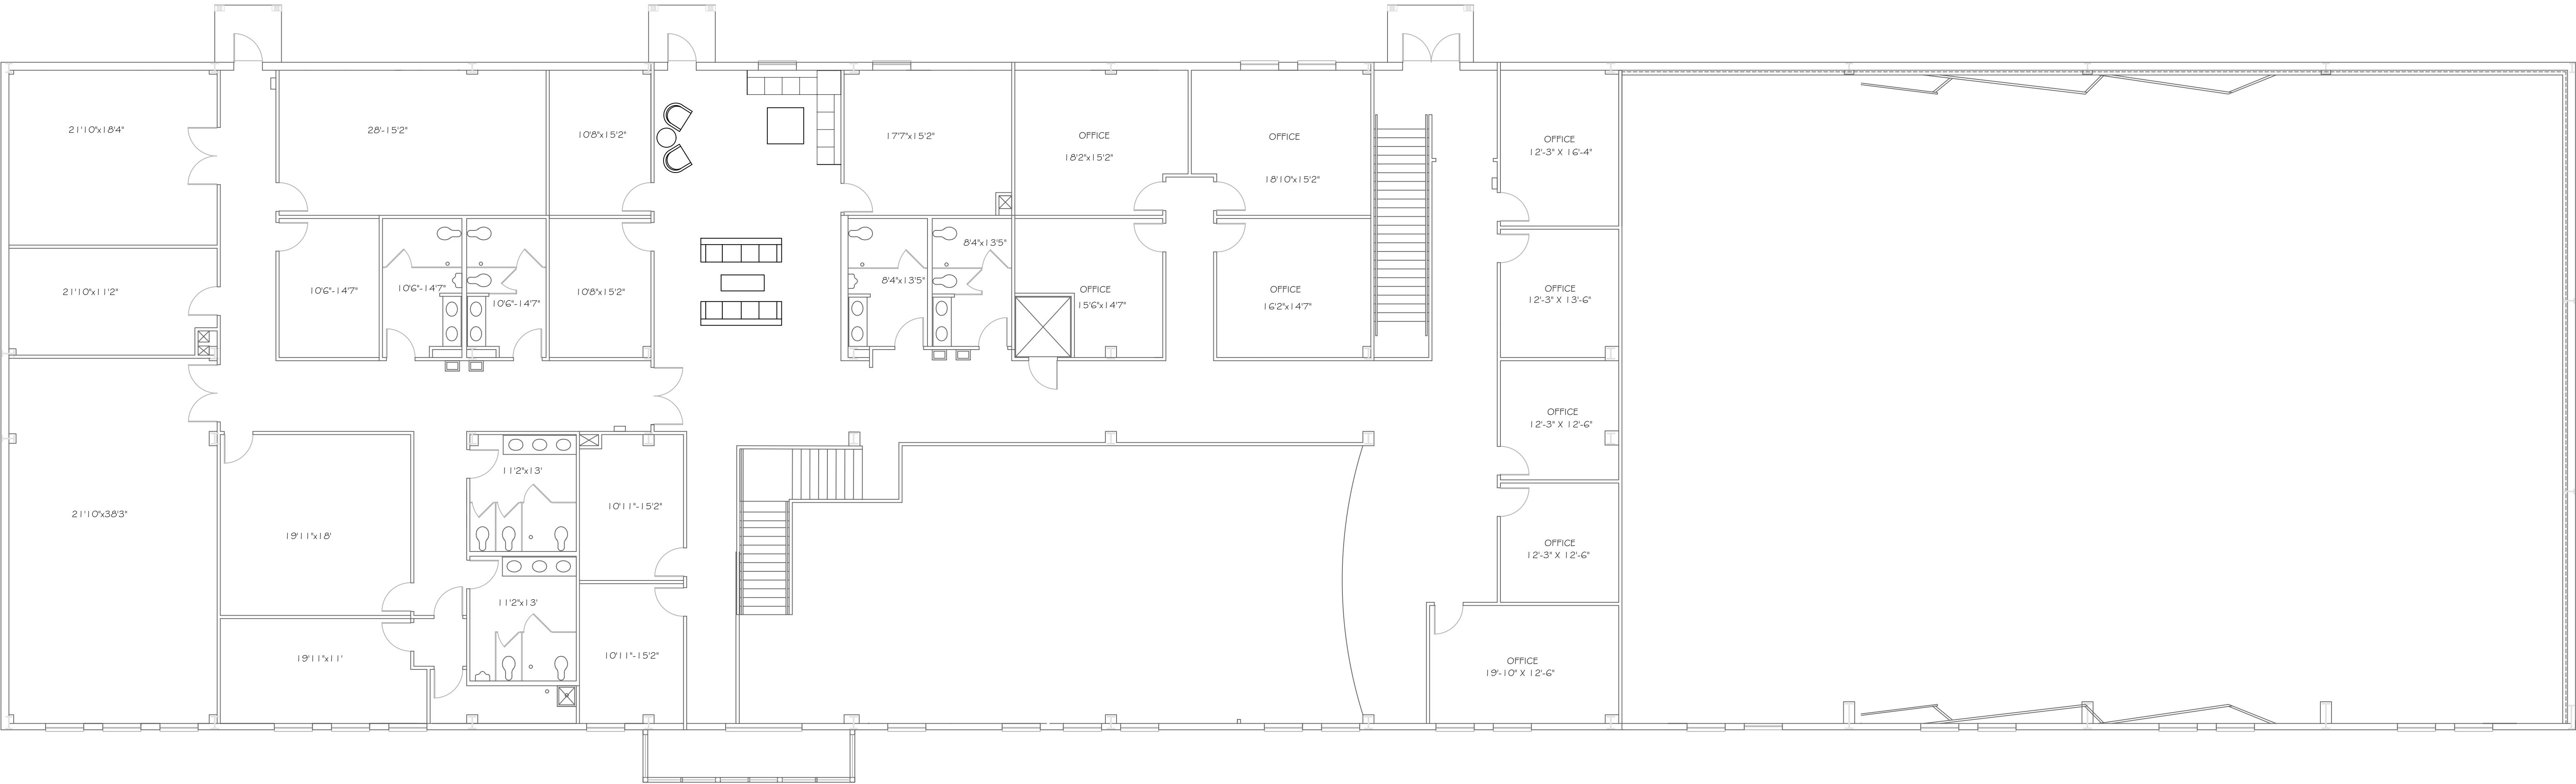 21'10"x18'4"
28'-15'2"
10'8"x15'2"
17'7"x15'2"
OFFICE
18'2"x15'2"
OFFICE
18'10"x15'2"
OFFICE
12'-3" X 16'-4"
21'10"x11'2"
10'6"-14'7"
10'6"-14'7"
10'6"-14'7"
10'8"x15'2"
8'4"x13'5"
8'4"x13'5"
OFFICE
15'6"x14'7"
OFFICE
16'2"x14'7"
OFFICE
12'-3" X 13'-6"
OFFICE
12'-3" X 12'-6"
21'10"x38'3"
19'11"x18'
11'2"x13'
10'11"-15'2"
OFFICE
12'-3" X 12'-6"
11'2"x13'
19'11"x11'
10'11"-15'2"
OFFICE
19'-10" X 12'-6"